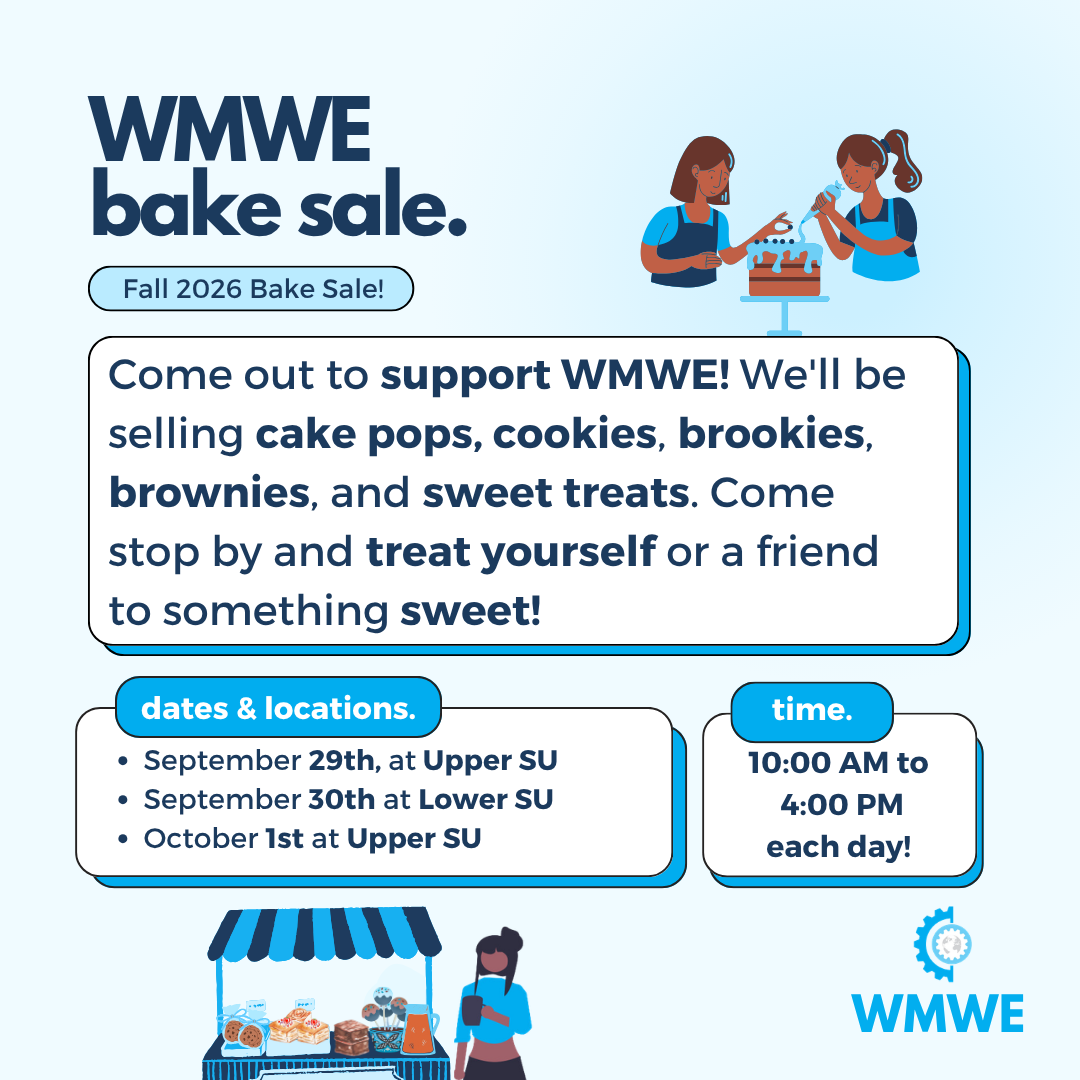 WMWE
bake sale.
Fall 2026 Bake Sale!
Come out to support WMWE! We'll be
selling cake pops, cookies, brookies,
brownies, and sweet treats. Come
stop by and treat yourself or a friend
to something sweet!
dates & locations.
• September 29th, at Upper SU
• September 30th at Lower SU
• October 1st at Upper SU
time.
10:00 AM to
4:00 PM
each day!
WMWE